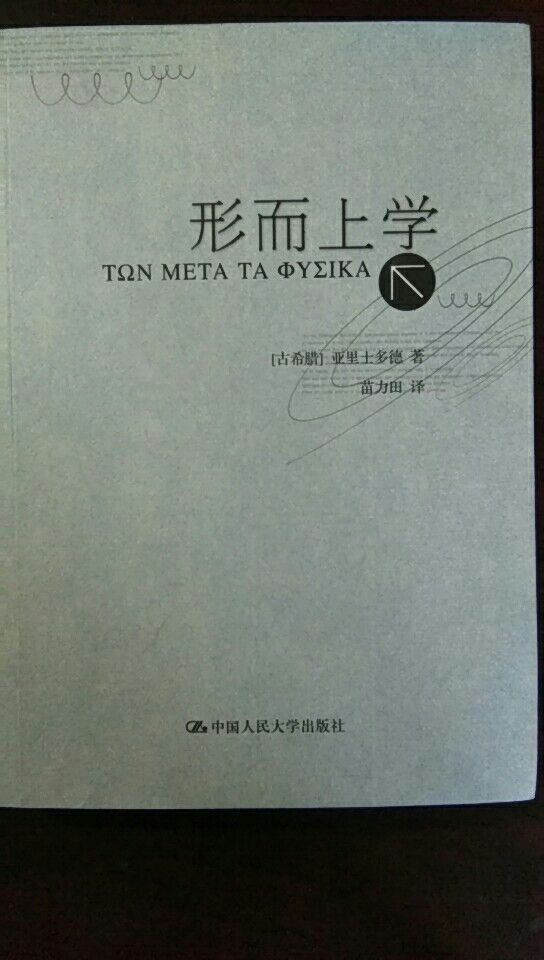 形而上学
ΤΩΝ ΜΕΤΑ ΤΑ ΦΥΣΙΚΑ
[古希腊] 亚里士多德 著
苗力田 译
中国人民大学出版社